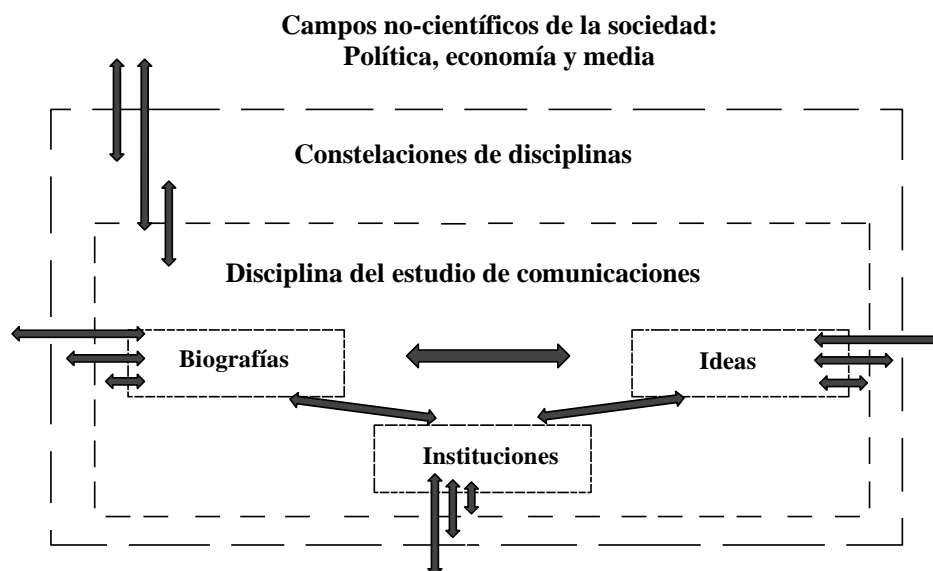 Campos no-científicos de la sociedad:
Política, economía y media
Constelaciones de disciplinas
Disciplina del estudio de comunicaciones
Biografías
Ideas
Instituciones